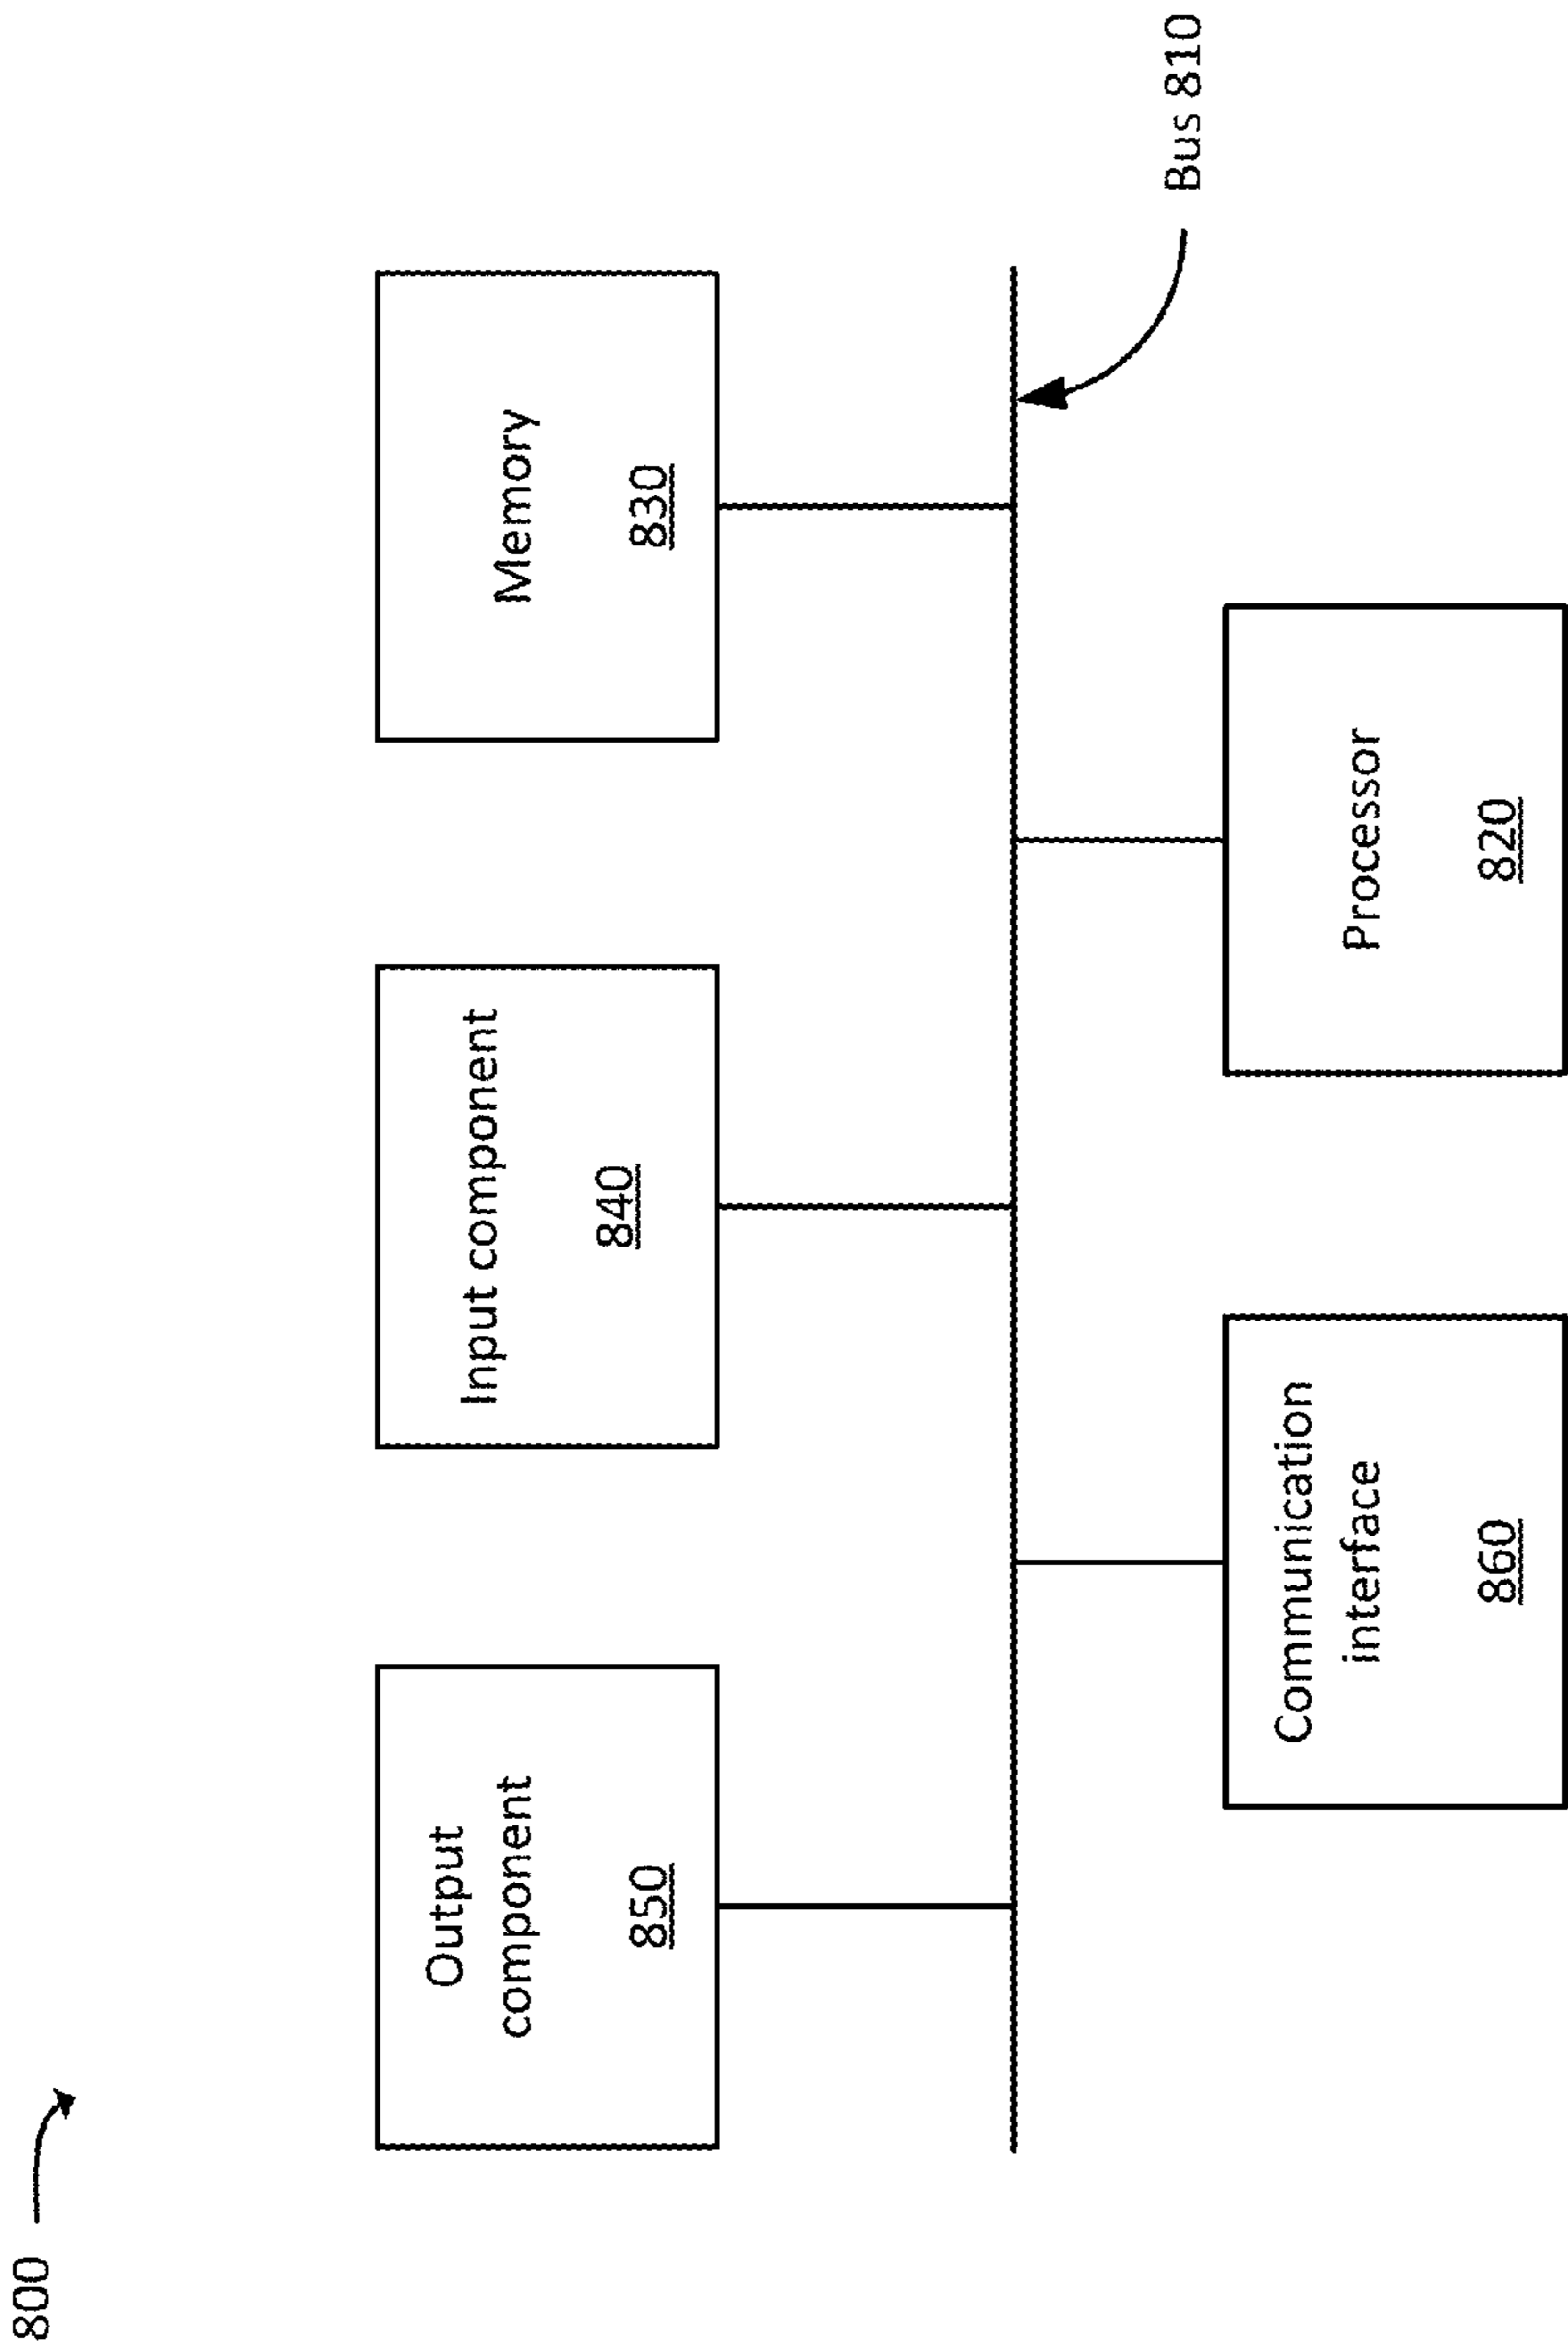 800
Output
component
850
Input component
840
Memory
830
Bus 810
Communication
interface
860
Processor
820